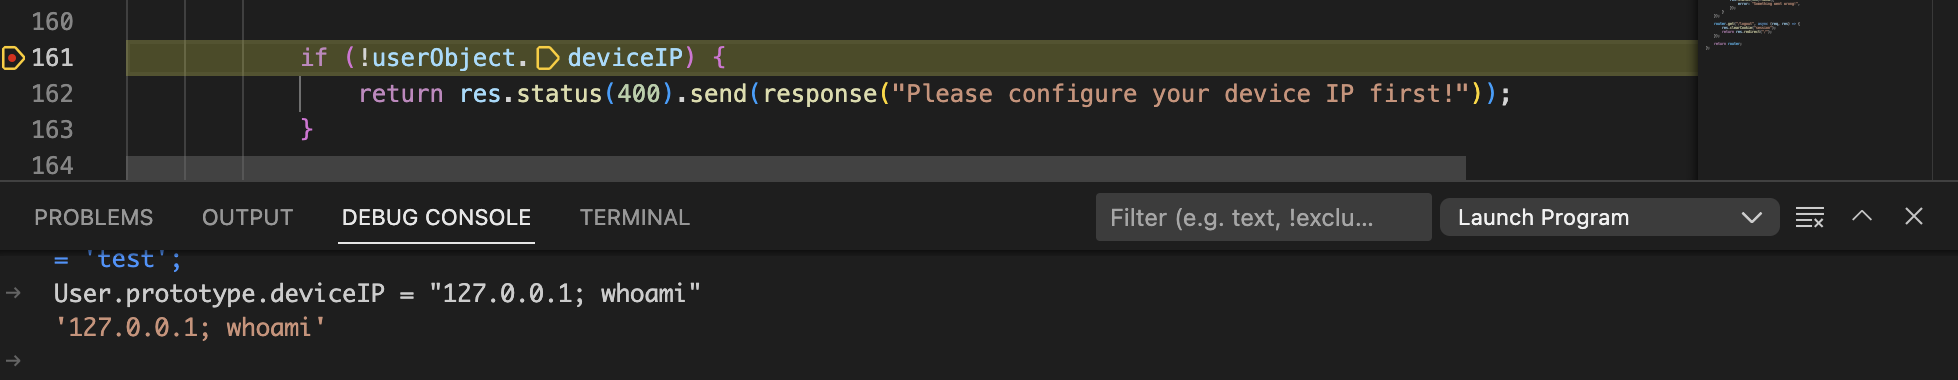 160
161 if (!userObject. deviceIP) {
162 return res.status(400).send(response("Please configure your device IP first!"));
163 }
164
PROBLEMS OUTPUT DEBUG CONSOLE TERMINAL Filter (e.g. text, !exclu... Launch Program
= 'test';
User.prototype.deviceIP = "127.0.0.1; whoami"
'127.0.0.1; whoami'